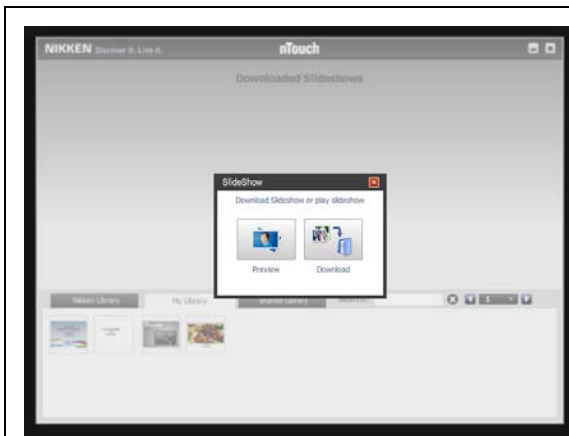 NIKKEN Discover it. Live it.
nTouch
Downloaded Slideshows
SlideShow
Download Slideshow or play slideshow
Preview
Download
Nikken Library
My Library
Shared Library
1